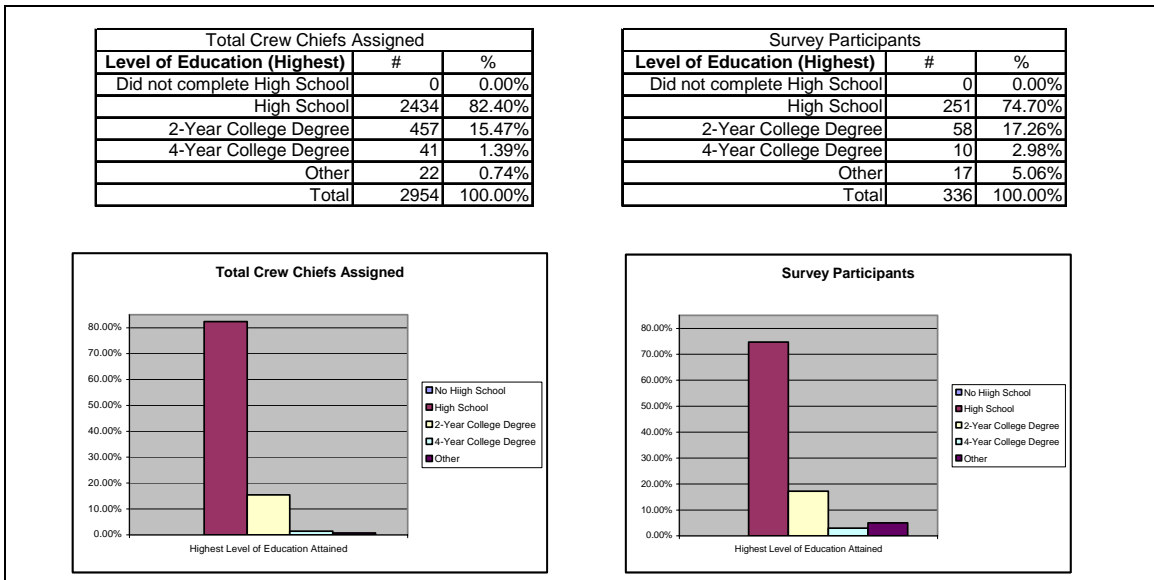 Total Crew Chiefs Assigned
Level of Education (Highest) # %
Did not complete High School 0 0.00%
High School 2434 82.40%
2-Year College Degree 457 15.47%
4-Year College Degree 41 1.39%
Other 22 0.74%
Total 2954 100.00%
Survey Participants
Level of Education (Highest) # %
Did not complete High School 0 0.00%
High School 251 74.70%
2-Year College Degree 58 17.26%
4-Year College Degree 10 2.98%
Other 17 5.06%
Total 336 100.00%
Total Crew Chiefs Assigned
80.00%
70.00%
60.00%
50.00%
40.00%
30.00%
20.00%
10.00%
0.00%
Highest Level of Education Attained
No Hiigh School
High School
2-Year College Degree
4-Year College Degree
Other
Survey Participants
80.00%
70.00%
60.00%
50.00%
40.00%
30.00%
20.00%
10.00%
0.00%
Highest Level of Education Attained
No Hiigh School
High School
2-Year College Degree
4-Year College Degree
Other